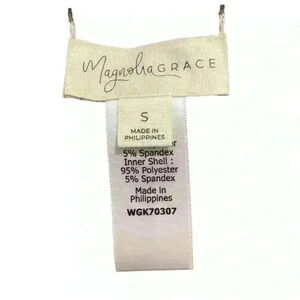 Magnolia GRACE
S
MADE IN
PHILIPPINES
5% Spandex
Inner Shell :
95% Polyester
5% Spandex
Made in
Philippines
WGK70307